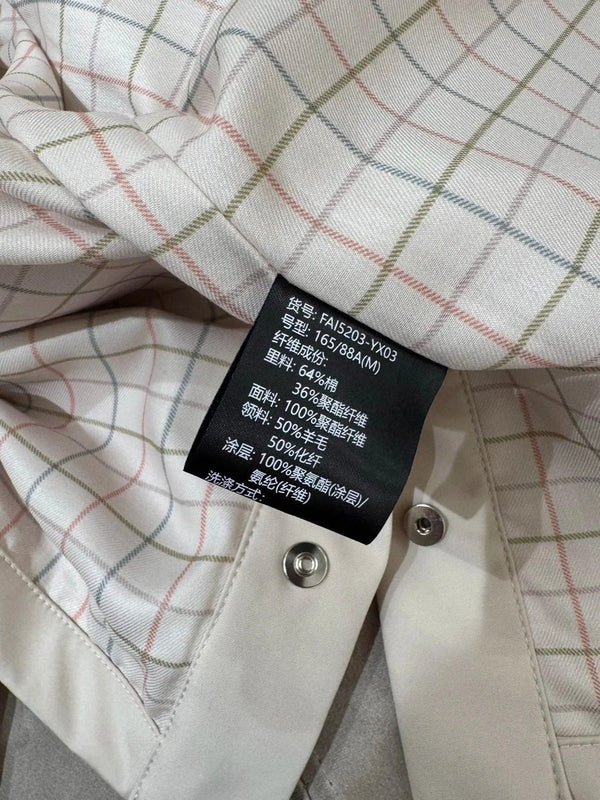 货号: FAI5203-YX03
号型: 165/88A(M)
纤维成份:
里料: 64%棉
36%聚酯纤维
面料: 100%聚酯纤维
领料: 50%羊毛
50%化纤
涂层: 100%聚氨酯(涂层)/
氨纶(纤维)
洗涤方式: